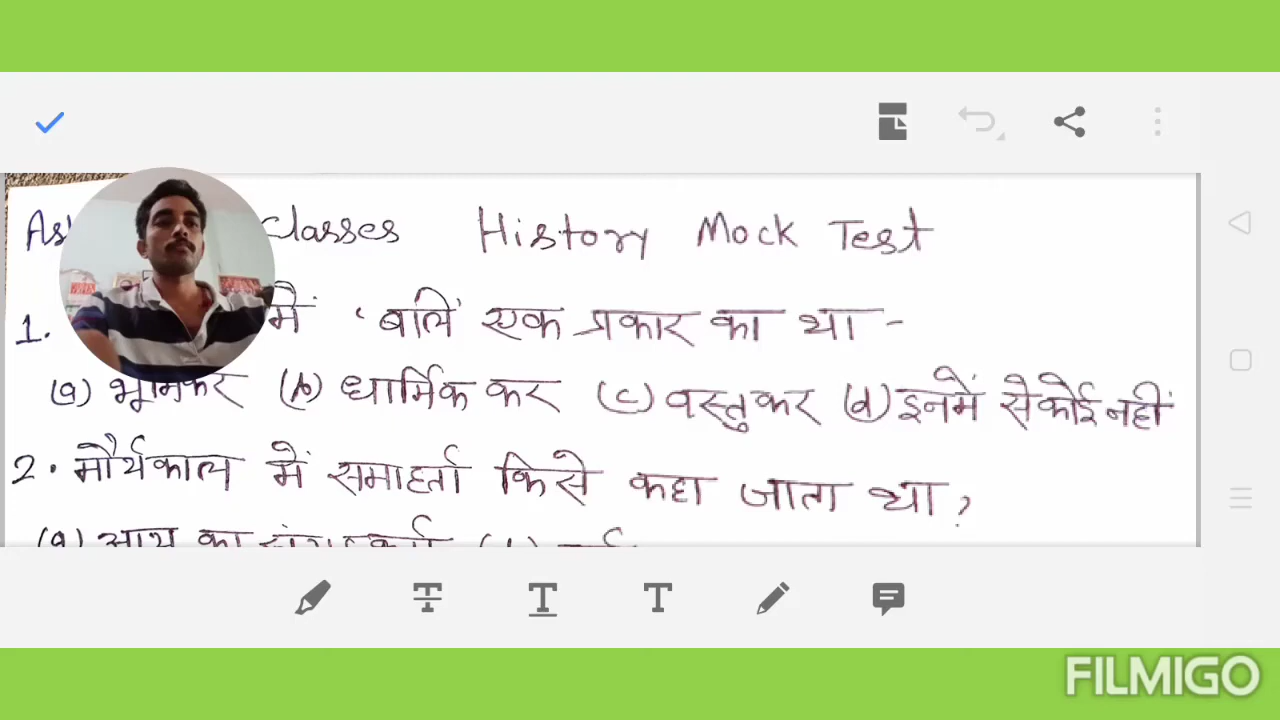 Classes History Mock Test
1. में 'बलि एक प्रकार का था -
(a) भूमिकर (b) धार्मिक कर (c) वस्तुकर (d) इनमें से कोई नहीं
2. मौर्यकाल में समाहर्ता किसे कहा जाता था ?
(a) आय का
FILMIGO